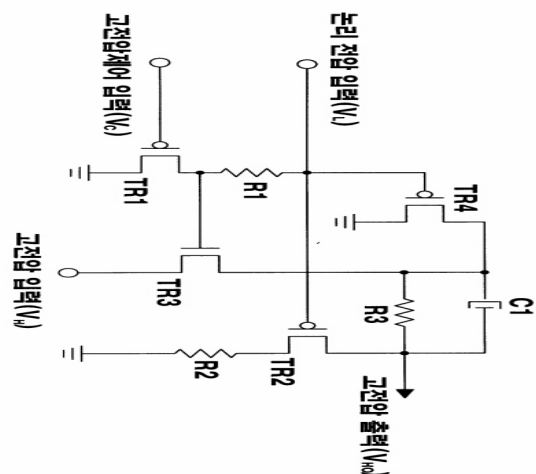 고전압제어 입력(Vc)
논리 전압 입력(VL)
TR1
R1
TR4
고전압 입력(VH)
TR3
R3
C1
R2
TR2
고전압 출력(VHO)